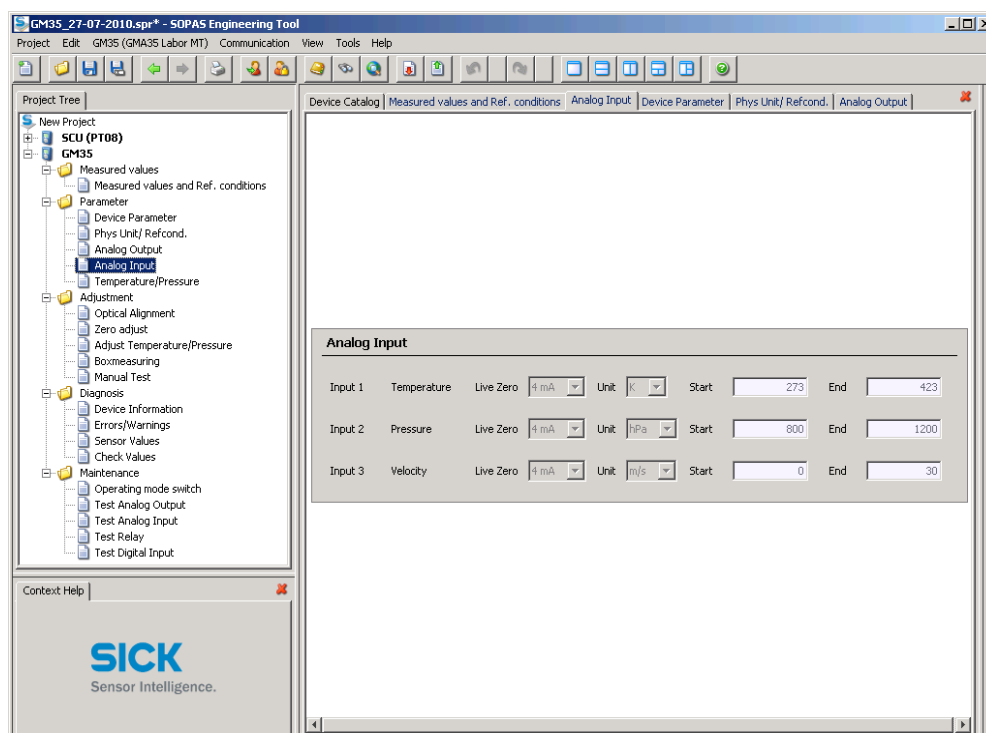 GM35_27-07-2010.spr* - SOPAS Engineering Tool
Project Edit GM35 (GMA35 Labor MT) Communication View Tools Help
Project Tree
New Project
SCU (PT08)
GM35
Measured values
Measured values and Ref. conditions
Parameter
Device Parameter
Phys Unit/ Refcond.
Analog Output
Analog Input
Temperature/Pressure
Adjustment
Optical Alignment
Zero adjust
Adjust Temperature/Pressure
Boxmeasuring
Manual Test
Diagnosis
Device Information
Errors/Warnings
Sensor Values
Check Values
Maintenance
Operating mode switch
Test Analog Output
Test Analog Input
Test Relay
Test Digital Input
Context Help
SICK
Sensor Intelligence.
Device Catalog Measured values and Ref. conditions Analog Input Device Parameter Phys Unit/ Refcond. Analog Output
Analog Input
Input 1 Temperature Live Zero 4 mA Unit K Start 273 End 423
Input 2 Pressure Live Zero 4 mA Unit hPa Start 800 End 1200
Input 3 Velocity Live Zero 4 mA Unit m/s Start 0 End 30